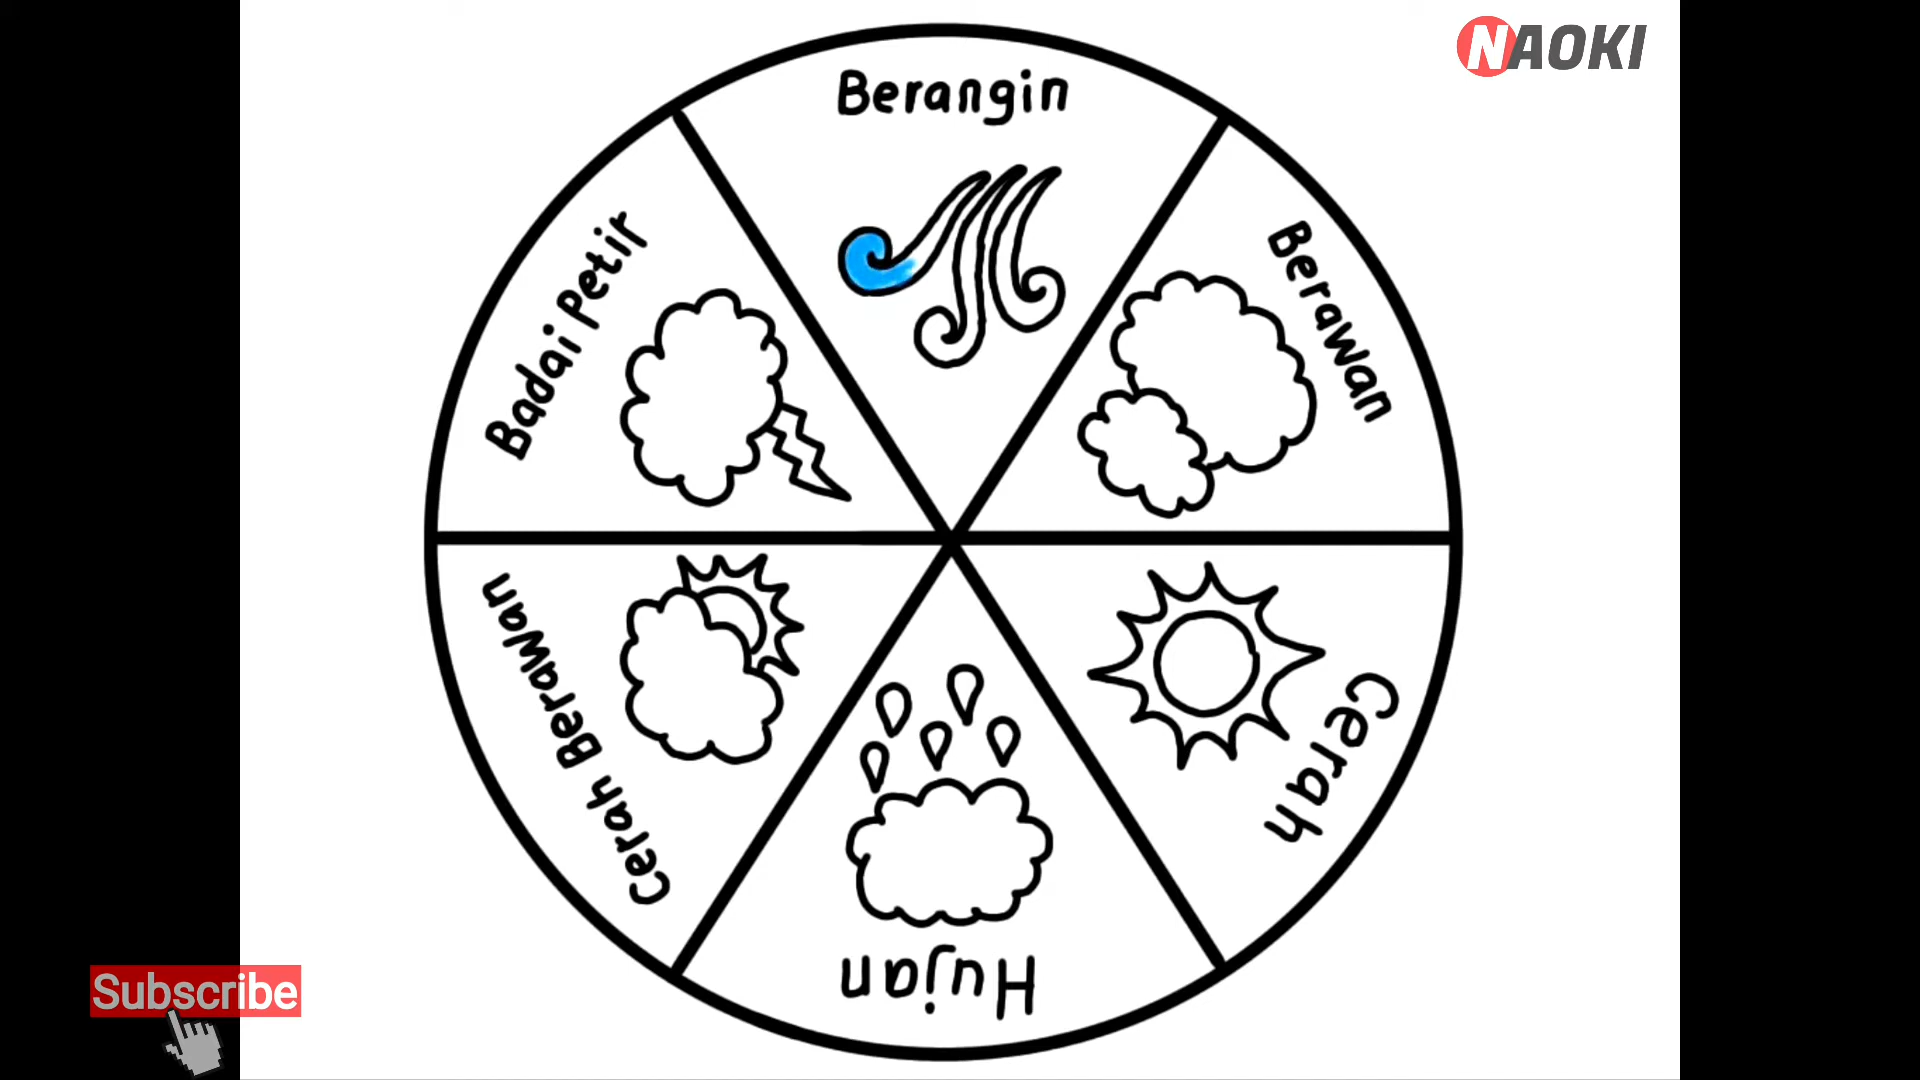 NAOKI
Berangin
Berawan
Cerah
Hujan
Cerah Berawan
Badai Petir
Subscribe